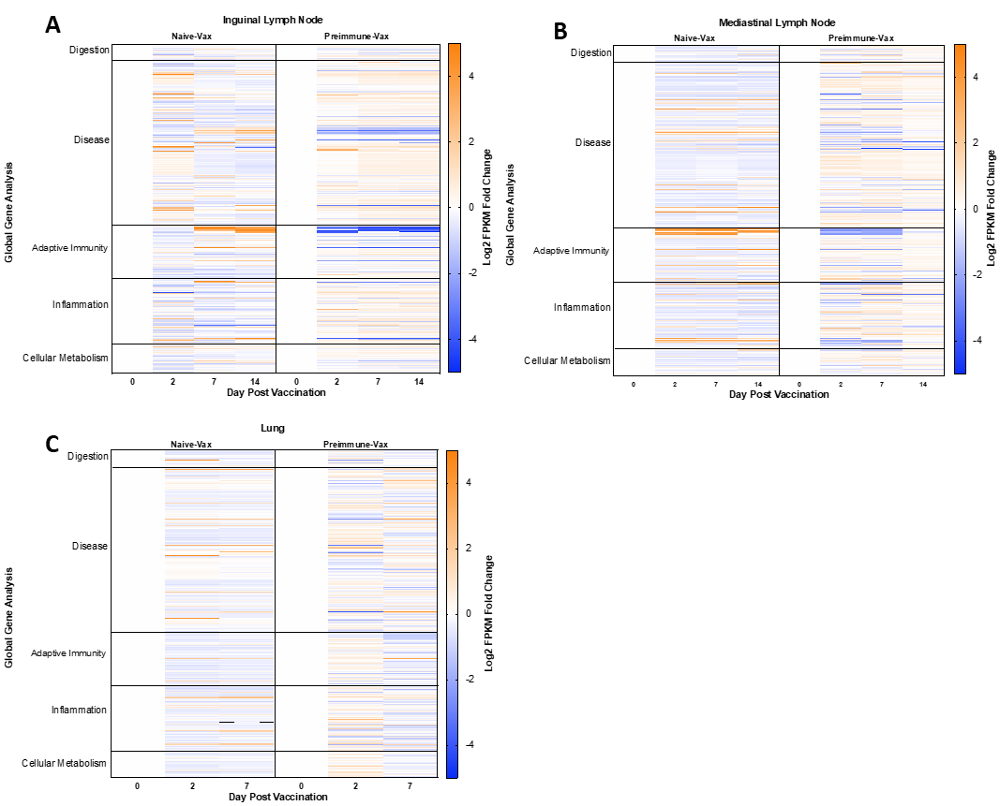 A
Inguinal Lymph Node
Naive-Vax Preimmune-Vax
Digestion
Disease
Adaptive Immunity
Inflammation
Cellular Metabolism
Global Gene Analysis
0 2 7 14 0 2 7 14
Day Post Vaccination
4
2
0
-2
-4
Log2 FPKM Fold Change
B
Mediastinal Lymph Node
Naive-Vax Preimmune-Vax
Digestion
Disease
Adaptive Immunity
Inflammation
Cellular Metabolism
Global Gene Analysis
0 2 7 14 0 2 7 14
Day Post Vaccination
4
2
0
-2
-4
Log2 FPKM Fold Change
C
Lung
Naive-Vax Preimmune-Vax
Digestion
Disease
Adaptive Immunity
Inflammation
Cellular Metabolism
Global Gene Analysis
0 2 7 0 2 7
Day Post Vaccination
4
2
0
-2
-4
Log2 FPKM Fold Change